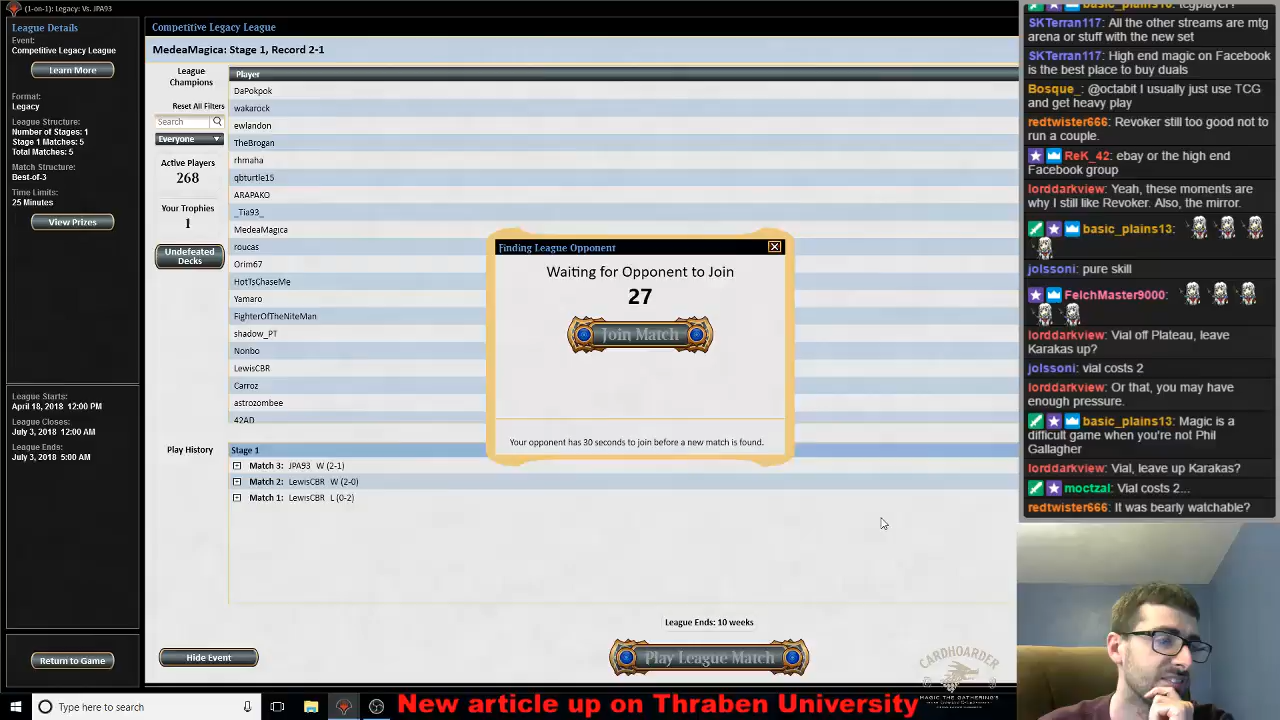 (1-on-1): Legacy: Vs. JPA93
League Details
Event:
Competitive Legacy League
Learn More
Format:
Legacy
League Structure:
Number of Stages: 1
Stage 1 Matches: 5
Total Matches: 5
Match Structure:
Best-of-3
Time Limits:
25 Minutes
View Prizes
League Starts:
April 18, 2018 12:00 PM
League Closes:
July 3, 2018 12:00 AM
League Ends:
July 3, 2018 5:00 AM
Return to Game
Competitive Legacy League
MedeaMagica: Stage 1, Record 2-1
League
Champions
Reset All Filters
Search
Everyone
Active Players
268
Your Trophies
1
Undefeated
Decks
Player
DaPokpok
wakarock
ewlandon
TheBrogan
rhmaha
qbturtle15
ARAPAKO
_Tia93_
MedeaMagica
roucas
Orim67
HotTsChaseMe
Yamaro
FighterOfTheNiteMan
shadow_PT
Nonbo
LewisCBR
Carroz
astrozombee
42AD
Finding League Opponent
Waiting for Opponent to Join
27
Join Match
Your opponent has 30 seconds to join before a new match is found.
Play History
Stage 1
Match 3: JPA93 W (2-1)
Match 2: LewisCBR W (2-0)
Match 1: LewisCBR L (0-2)
League Ends: 10 weeks
Hide Event
Play League Match
SKTerran117: All the other streams are mtg
arena or stuff with the new set
SKTerran117: High end magic on Facebook
is the best place to buy duals
Bosque_: @octabit I usually just use TCG
and get heavy play
redtwister666: Revoker still too good not to
run a couple.
ReK_42: ebay or the high end
Facebook group
lorddarkview: Yeah, these moments are
why I still like Revoker. Also, the mirror.
basic_plains13:
jolssoni: pure skill
FelchMaster9000:
lorddarkview: Vial off Plateau, leave
Karakas up?
jolssoni: vial costs 2
lorddarkview: Or that, you may have
enough pressure.
basic_plains13: Magic is a
difficult game when you're not Phil
Gallagher
lorddarkview: Vial, leave up Karakas?
moctzal: Vial costs 2...
redtwister666: It was bearly watchable?
CARDHOARDER
Type here to search
New article up on Thraben University